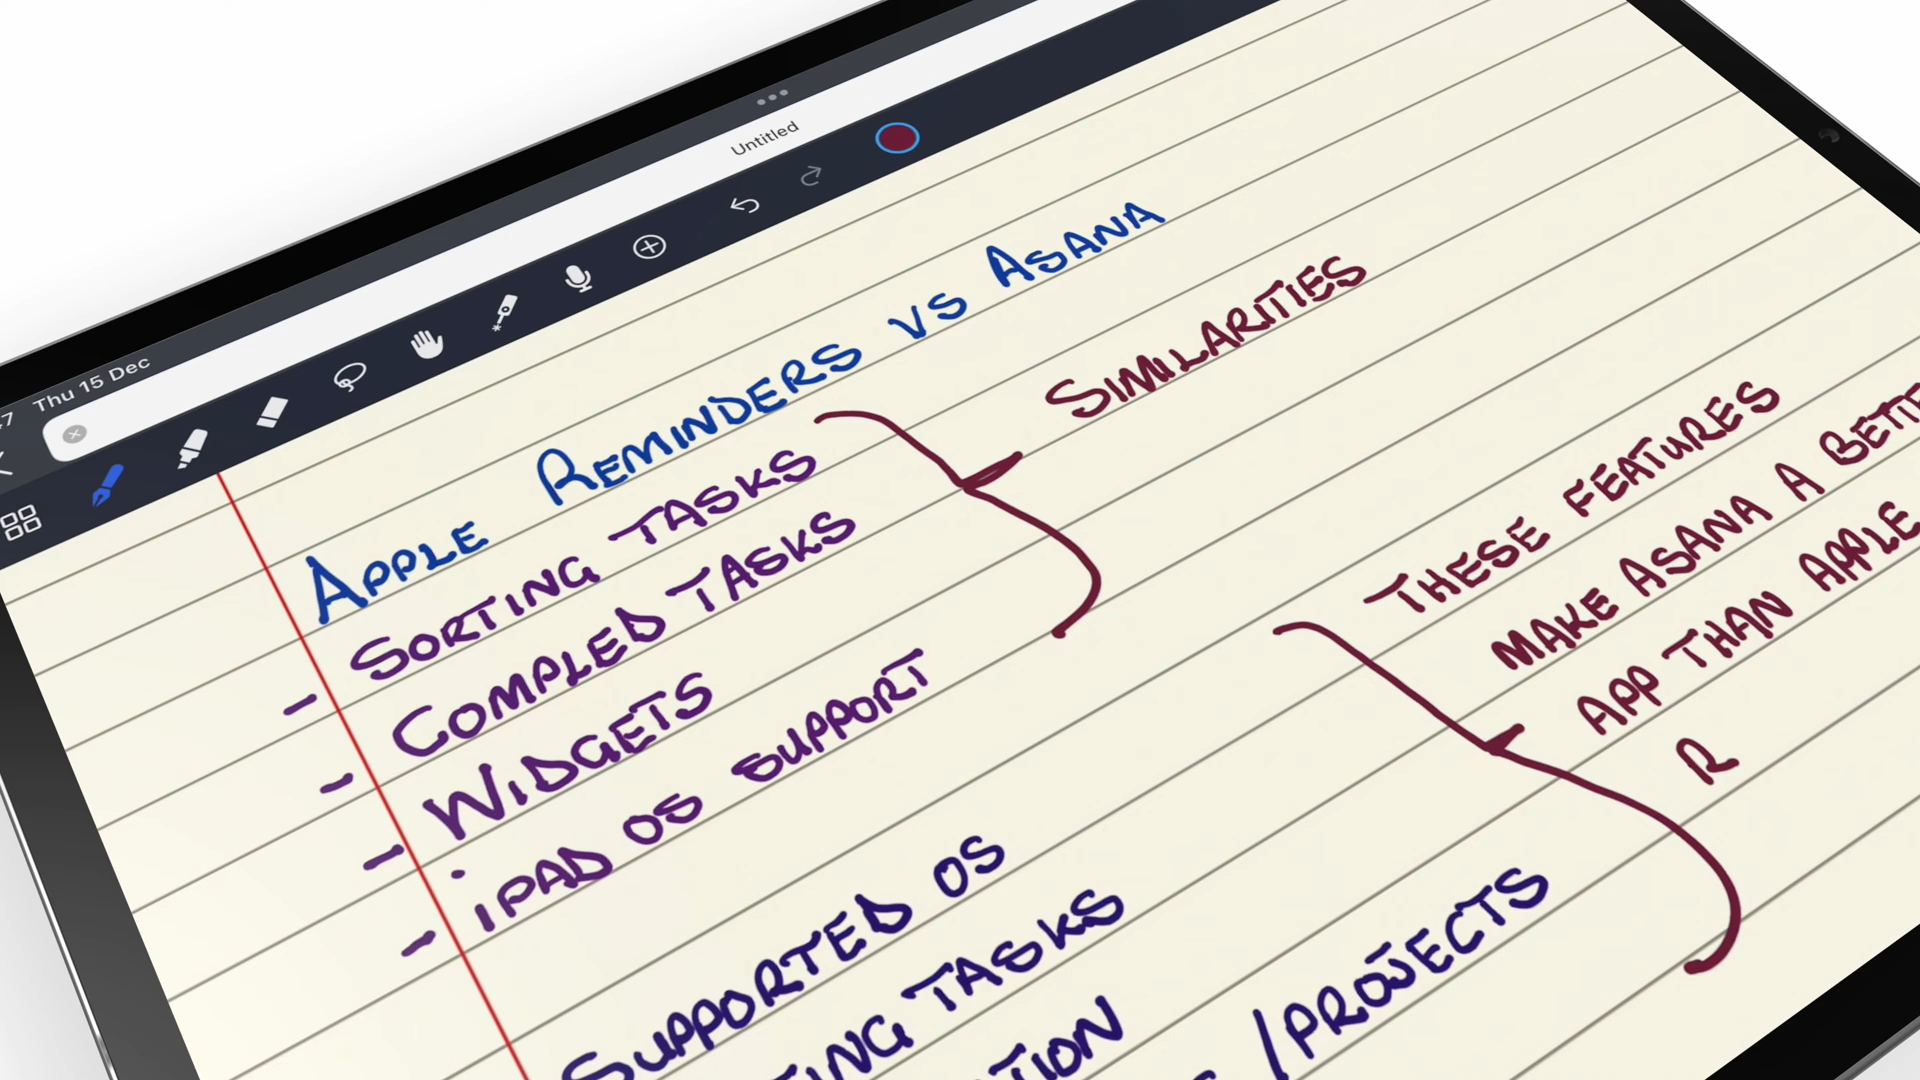 Thu 15 Dec
Untitled
APPLE REMINDERS VS ASANA
- SORTING TASKS
- COMPLED TASKS
- WIDGETS
- iPAD OS SUPPORT
SIMILARITIES
THESE FEATURES
MAKE ASANA A
APP THAN APPLE
R
SUPPORTED OS
TASKS
/PROJECTS